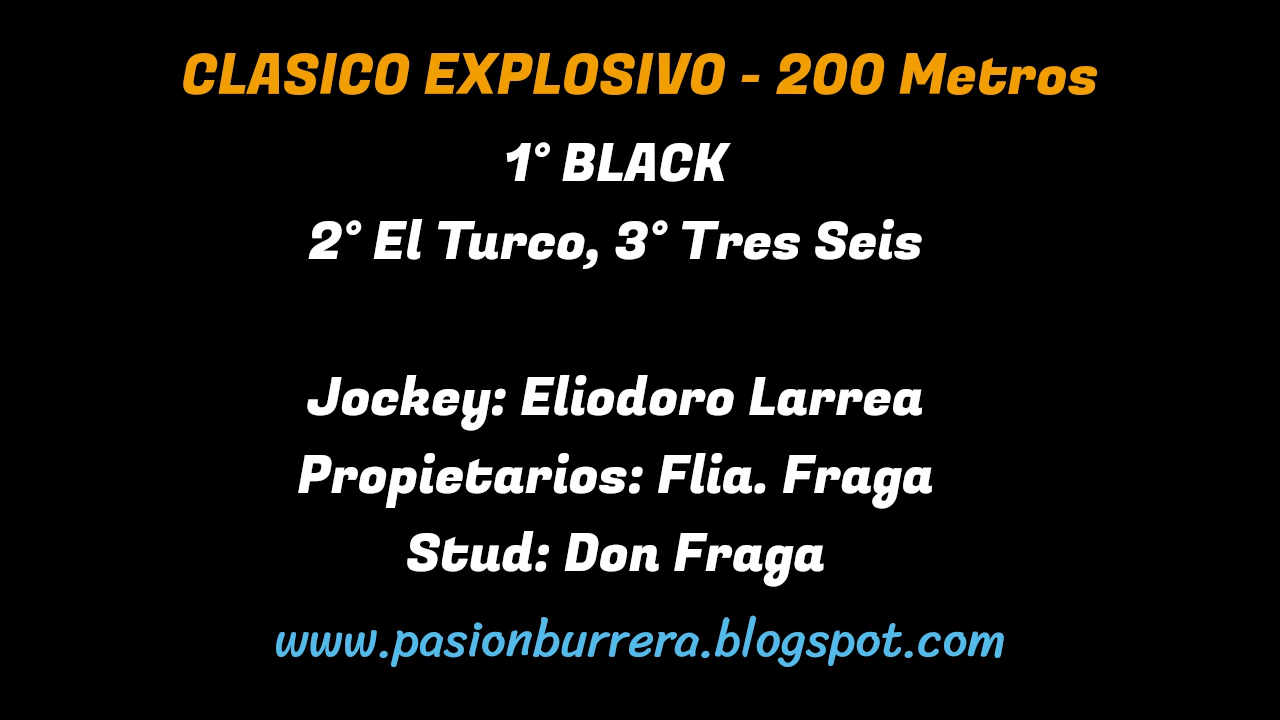 CLASICO EXPLOSIVO - 200 Metros
1° BLACK
2° El Turco, 3° Tres Seis
Jockey: Eliodoro Larrea
Propietarios: Flia. Fraga
Stud: Don Fraga
www.pasionburrera.blogspot.com